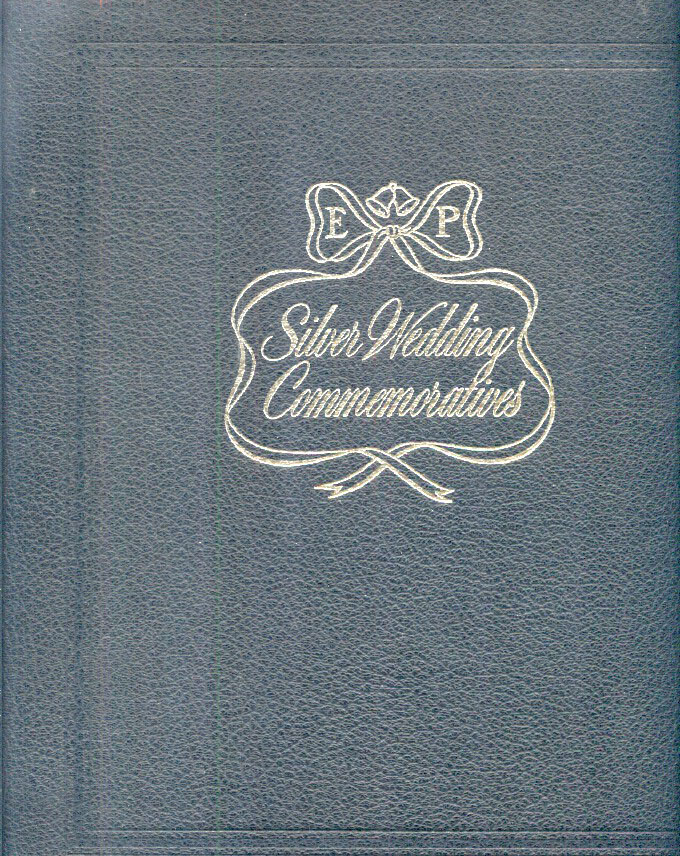 E P
Silver Wedding
Commemoratives